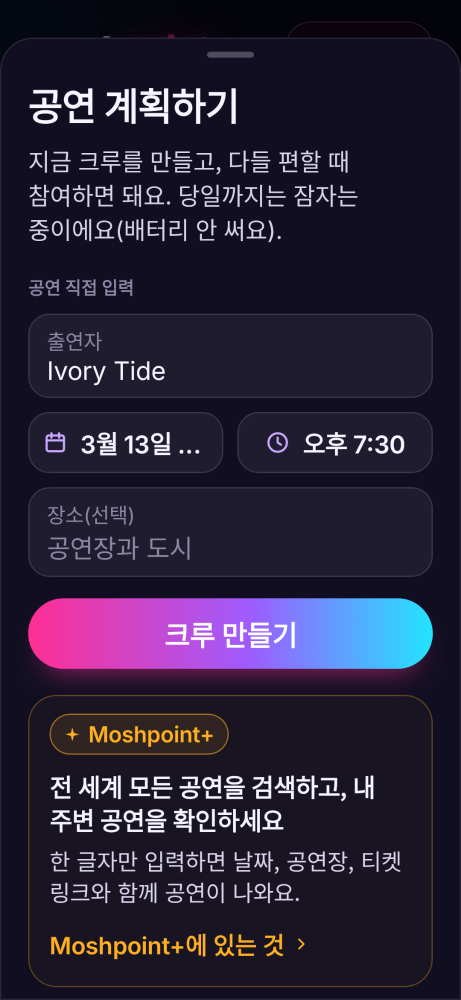 공연 계획하기
지금 크루를 만들고, 다들 편할 때
참여하면 돼요. 당일까지는 잠자는
중이에요(배터리 안 써요).
공연 직접 입력
출연자
Ivory Tide
3월 13일 ...
오후 7:30
장소(선택)
공연장과 도시
크루 만들기
Moshpoint+
전 세계 모든 공연을 검색하고, 내
주변 공연을 확인하세요
한 글자만 입력하면 날짜, 공연장, 티켓
링크와 함께 공연이 나와요.
Moshpoint+에 있는 것